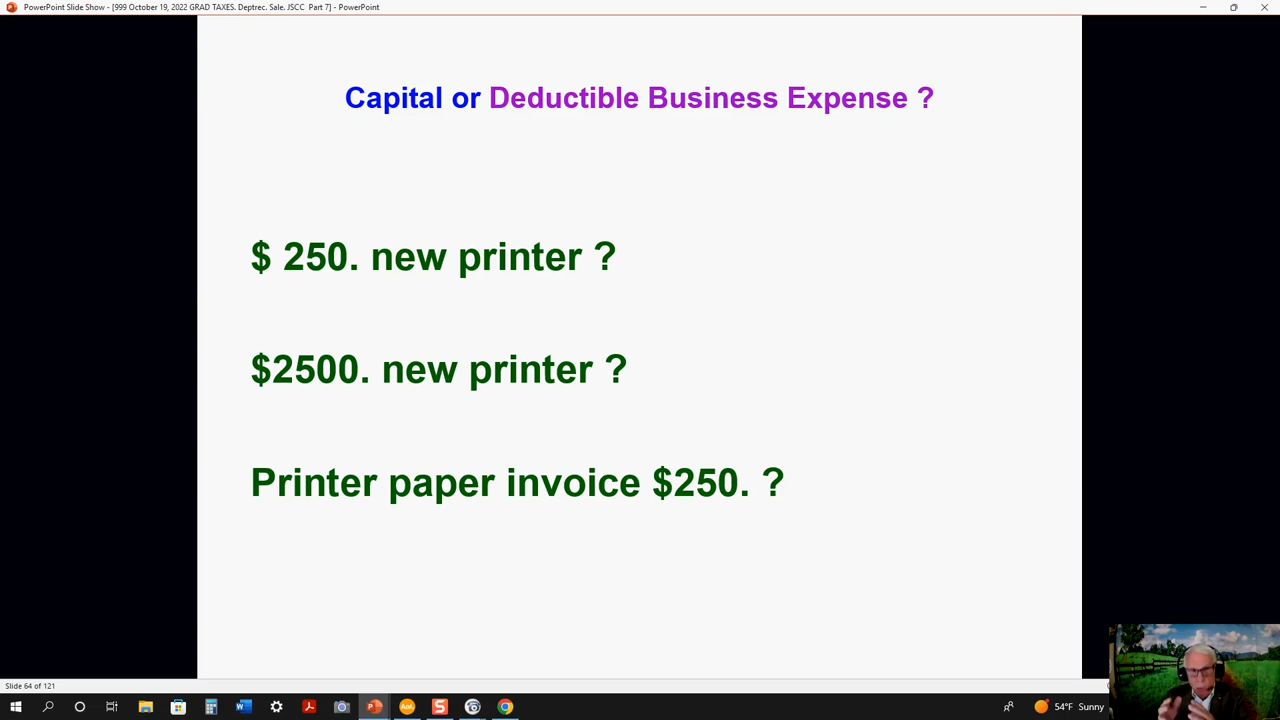 PowerPoint Slide Show - [999 October 19, 2022 GRAD TAXES. Deptrec. Sale. JSCC Part 7] - PowerPoint
Capital or Deductible Business Expense ?
$ 250. new printer ?
$2500. new printer ?
Printer paper invoice $250. ?
Slide 64 of 121
54°F Sunny